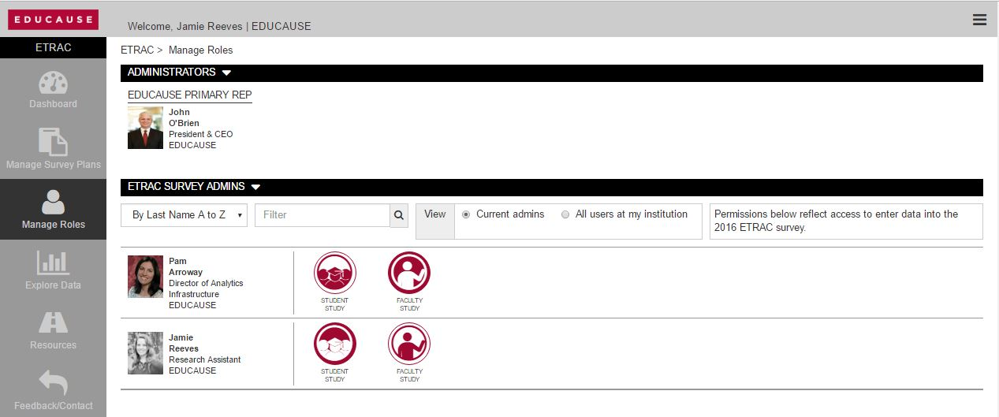 EDUCAUSE
Welcome, Jamie Reeves | EDUCAUSE
ETRAC
Dashboard
Manage Survey Plans
Manage Roles
Explore Data
Resources
Feedback/Contact
ETRAC > Manage Roles
ADMINISTRATORS
EDUCAUSE PRIMARY REP
John
O'Brien
President & CEO
EDUCAUSE
ETRAC SURVEY ADMINS
By Last Name A to Z
Filter
View
Current admins
All users at my institution
Permissions below reflect access to enter data into the
2016 ETRAC survey.
Pam
Arroway
Director of Analytics
Infrastructure
EDUCAUSE
STUDENT
STUDY
FACULTY
STUDY
Jamie
Reeves
Research Assistant
EDUCAUSE
STUDENT
STUDY
FACULTY
STUDY